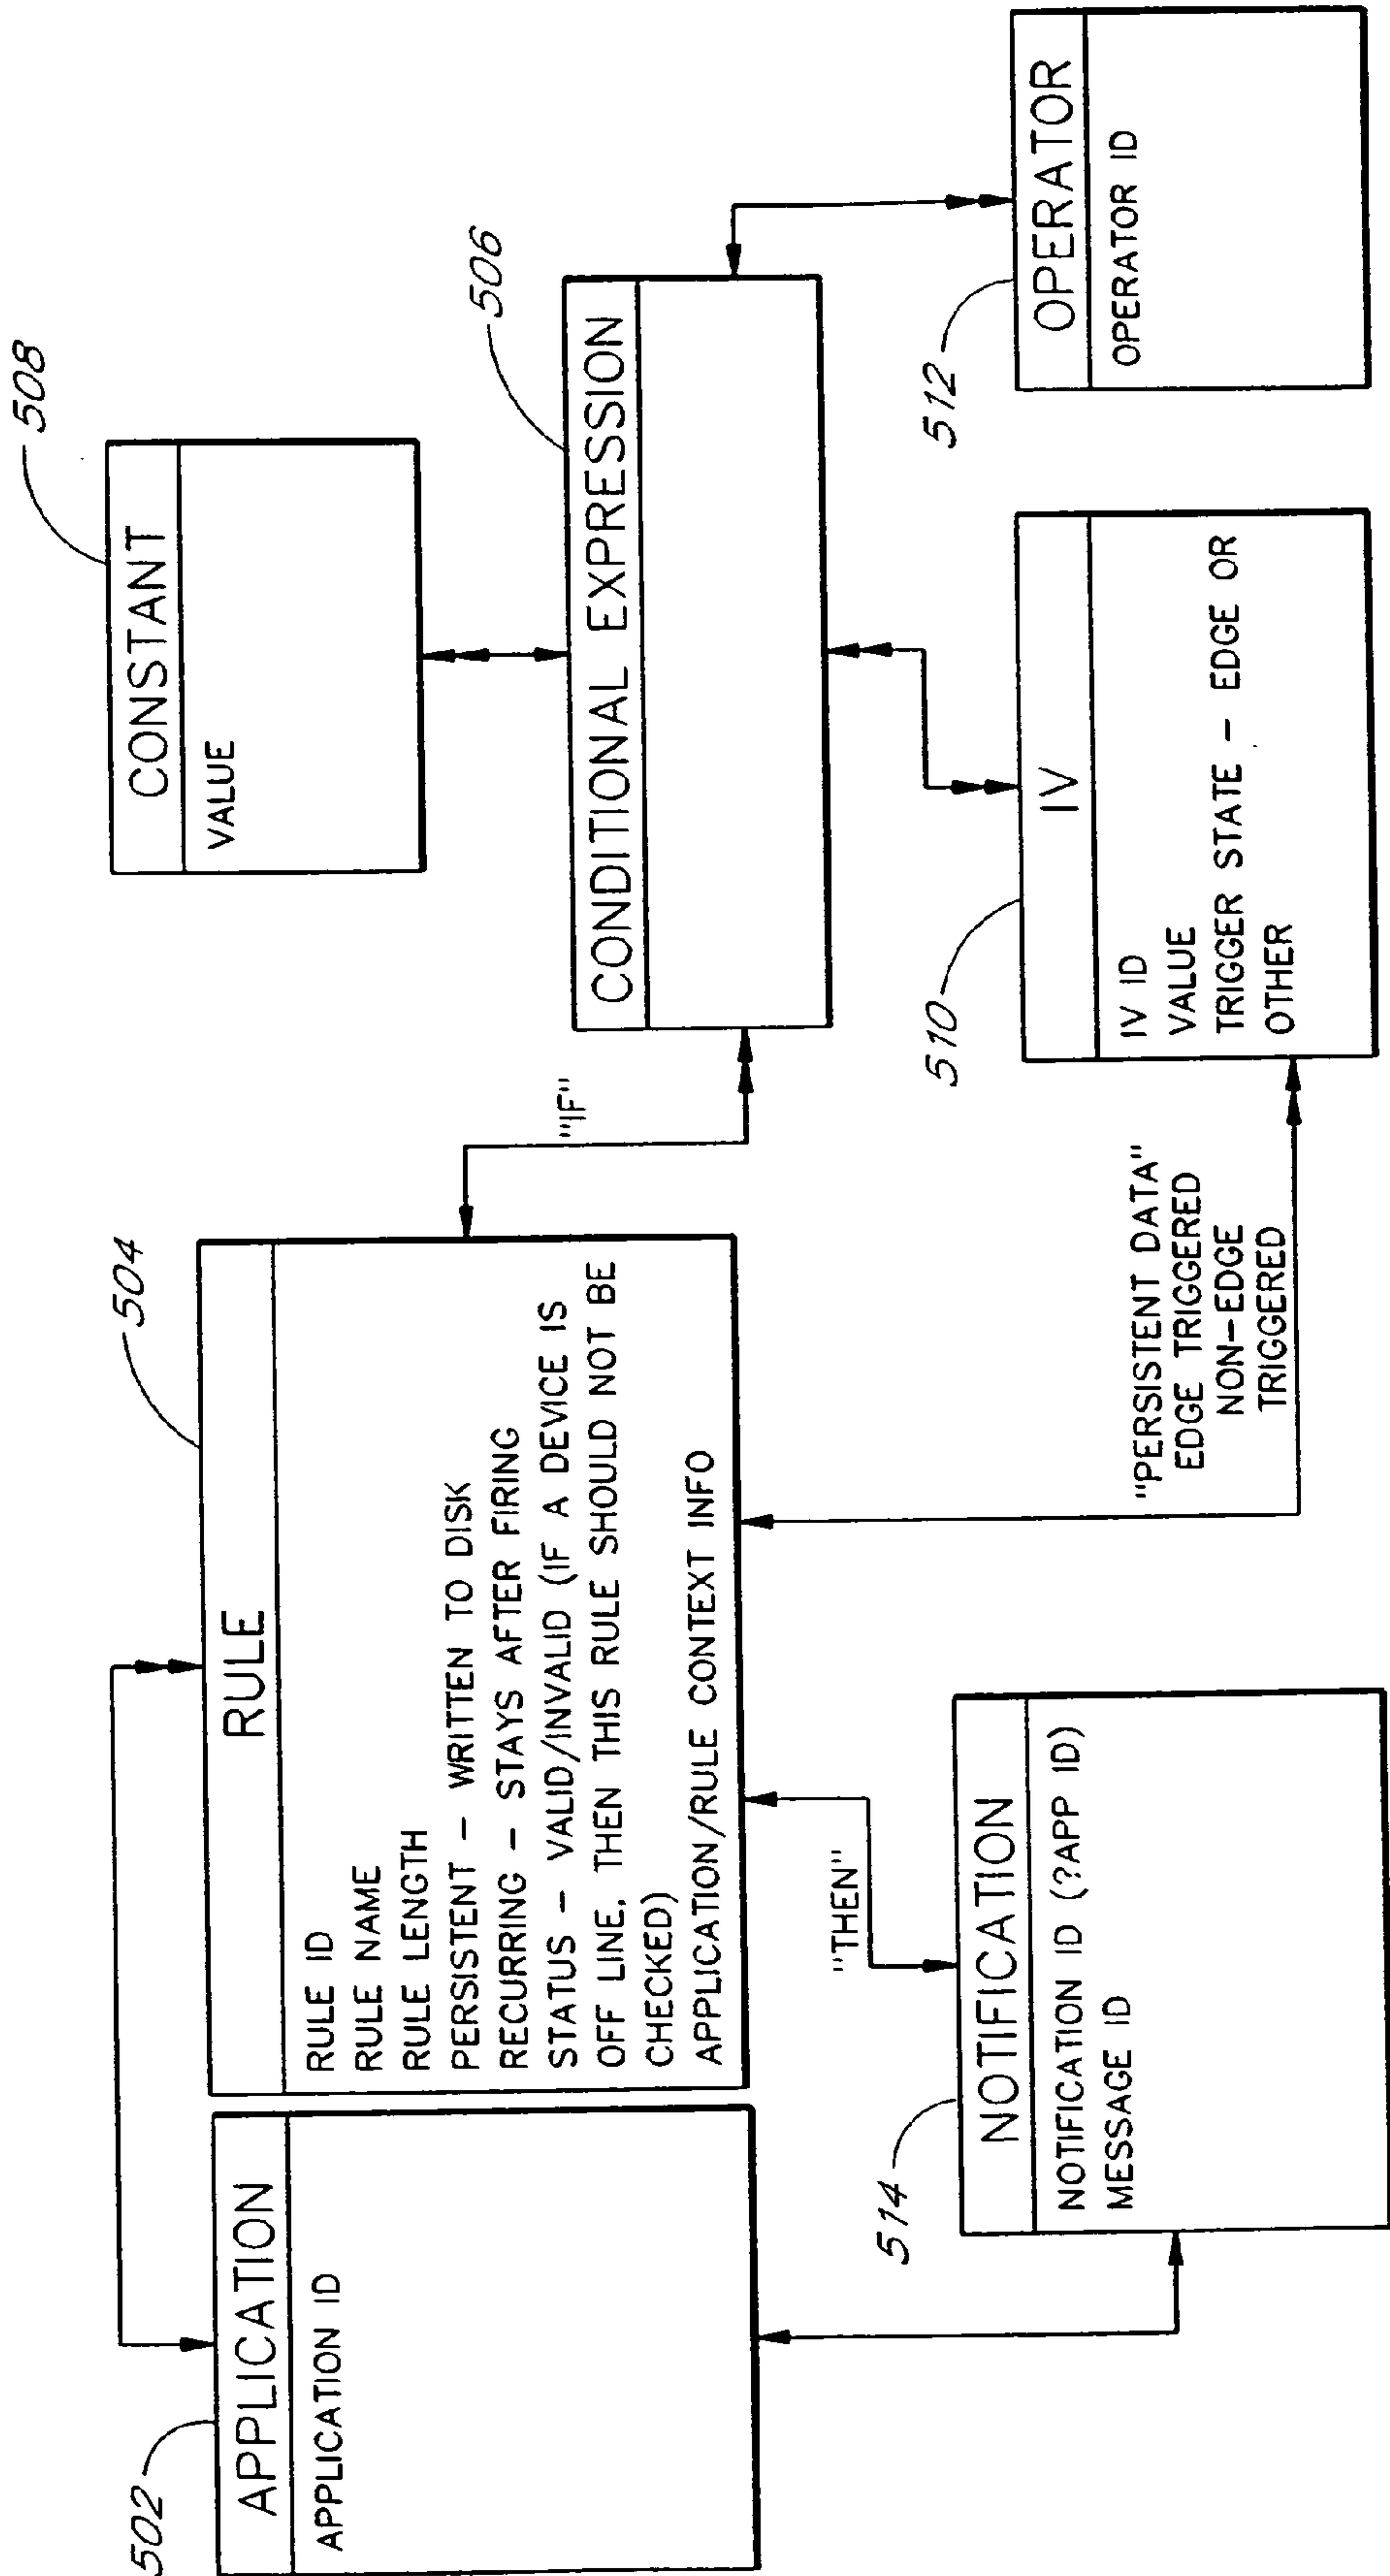 502
APPLICATION
APPLICATION ID
504
RULE
RULE ID
RULE NAME
RULE LENGTH
PERSISTENT – WRITTEN TO DISK
RECURRING – STAYS AFTER FIRING
STATUS – VALID/INVALID (IF A DEVICE IS
OFF LINE, THEN THIS RULE SHOULD NOT BE
CHECKED)
APPLICATION/RULE CONTEXT INFO
508
CONSTANT
VALUE
"IF"
506
CONDITIONAL EXPRESSION
"THEN"
514
NOTIFICATION
NOTIFICATION ID (?APP ID)
MESSAGE ID
"PERSISTENT DATA"
EDGE TRIGGERED
NON–EDGE
TRIGGERED
510
IV
IV ID
VALUE
TRIGGER STATE – EDGE OR
OTHER
512
OPERATOR
OPERATOR ID